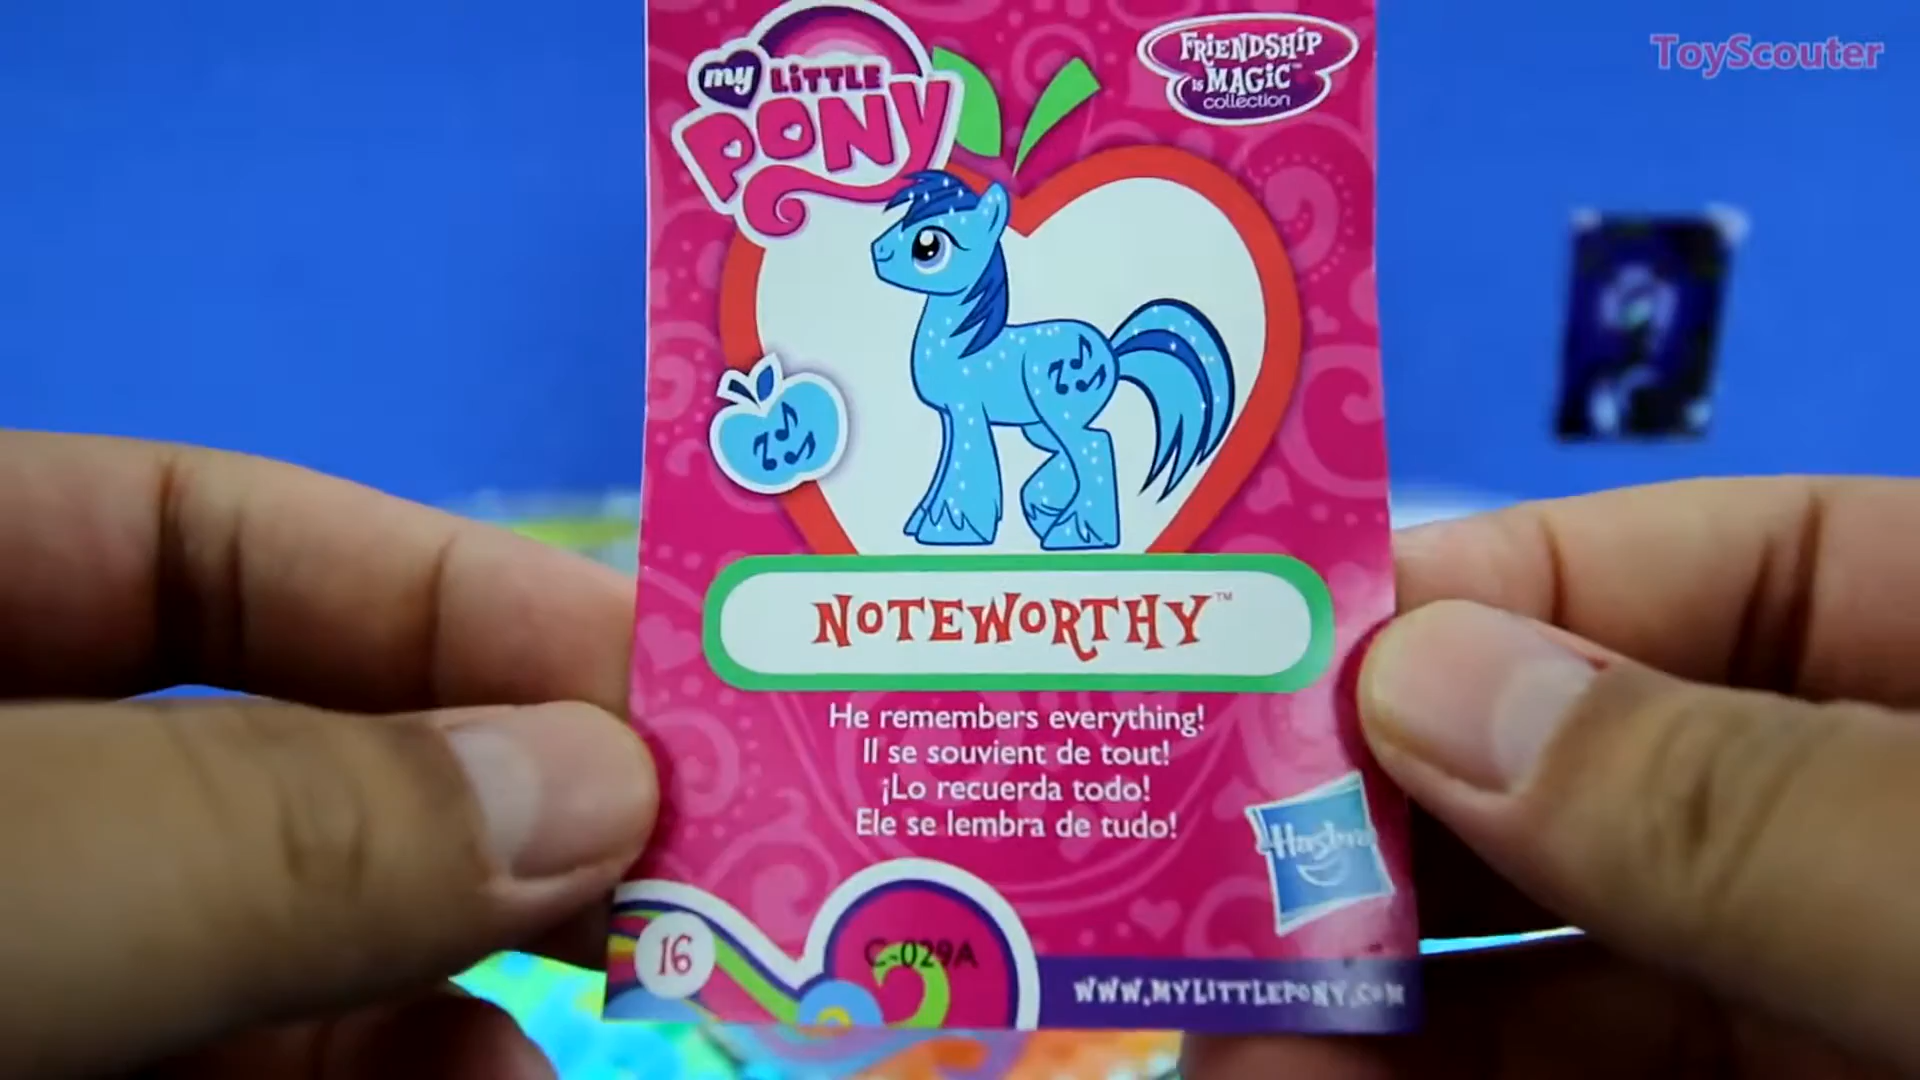 ToyScouter
my LITTLE PONY
FRIENDSHIP
IS MAGIC™
collection
NOTEWORTHY™
He remembers everything!
Il se souvient de tout!
¡Lo recuerda todo!
Ele se lembra de tudo!
Hasbro
16
C-029A
WWW.MYLITTLEPONY.COM